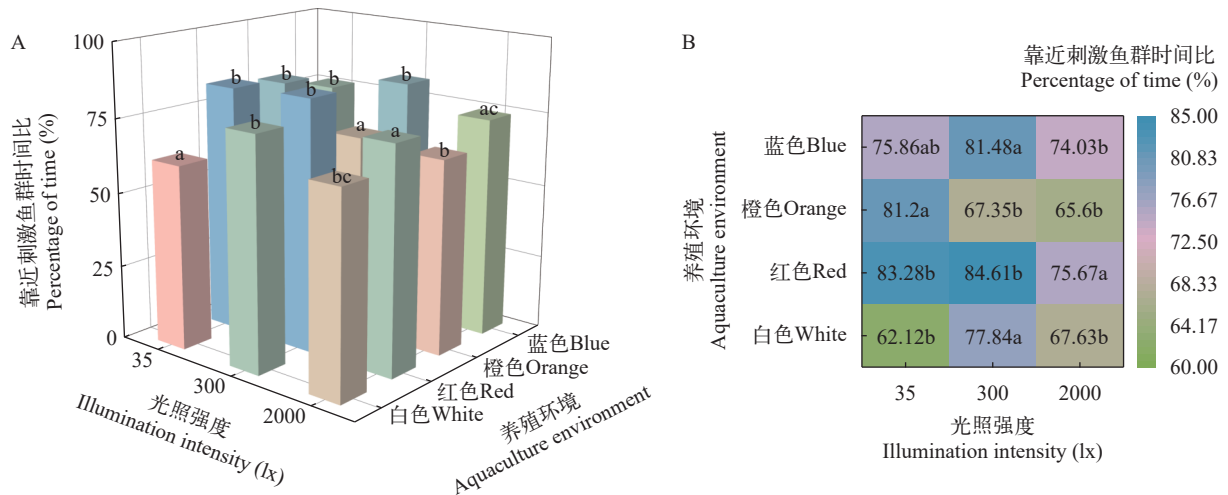 A
100
75
50
25
0
靠近刺激鱼群时间比
Percentage of time (%)
b
b
b
b
b
ac
a
b
a
a
b
bc
35
300
2000
光照强度
Illumination intensity (lx)
蓝色Blue
橙色Orange
红色Red
白色White
养殖环境
Aquaculture environment
B
靠近刺激鱼群时间比
Percentage of time (%)
养殖环境
Aquaculture environment
蓝色Blue
75.86ab 81.48a 74.03b
橙色Orange
81.2a 67.35b 65.6b
红色Red
83.28b 84.61b 75.67a
白色White
62.12b 77.84a 67.63b
35 300 2000
光照强度
Illumination intensity (lx)
85.00
80.83
76.67
72.50
68.33
64.17
60.00